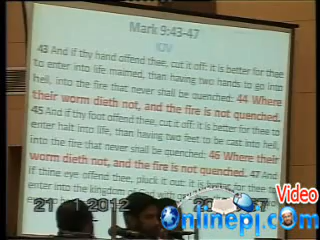 Mark 9:43-47
KJV
43 And if thy hand offend thee, cut it off: it is better for thee
to enter into life maimed, than having two hands to go into
hell, into the fire that never shall be quenched: 44 Where
their worm dieth not, and the fire is not quenched.
45 And if thy foot offend thee, cut it off: it is better for thee to
enter halt into life, than having two feet to be cast into hell,
into the fire that never shall be quenched: 46 Where their
worm dieth not, and the fire is not quenched. 47 And
if thine eye offend thee, pluck it out: it is better for thee to
enter into the kingdom of God with
21 1 2012
57
Video
Onlinepj.com